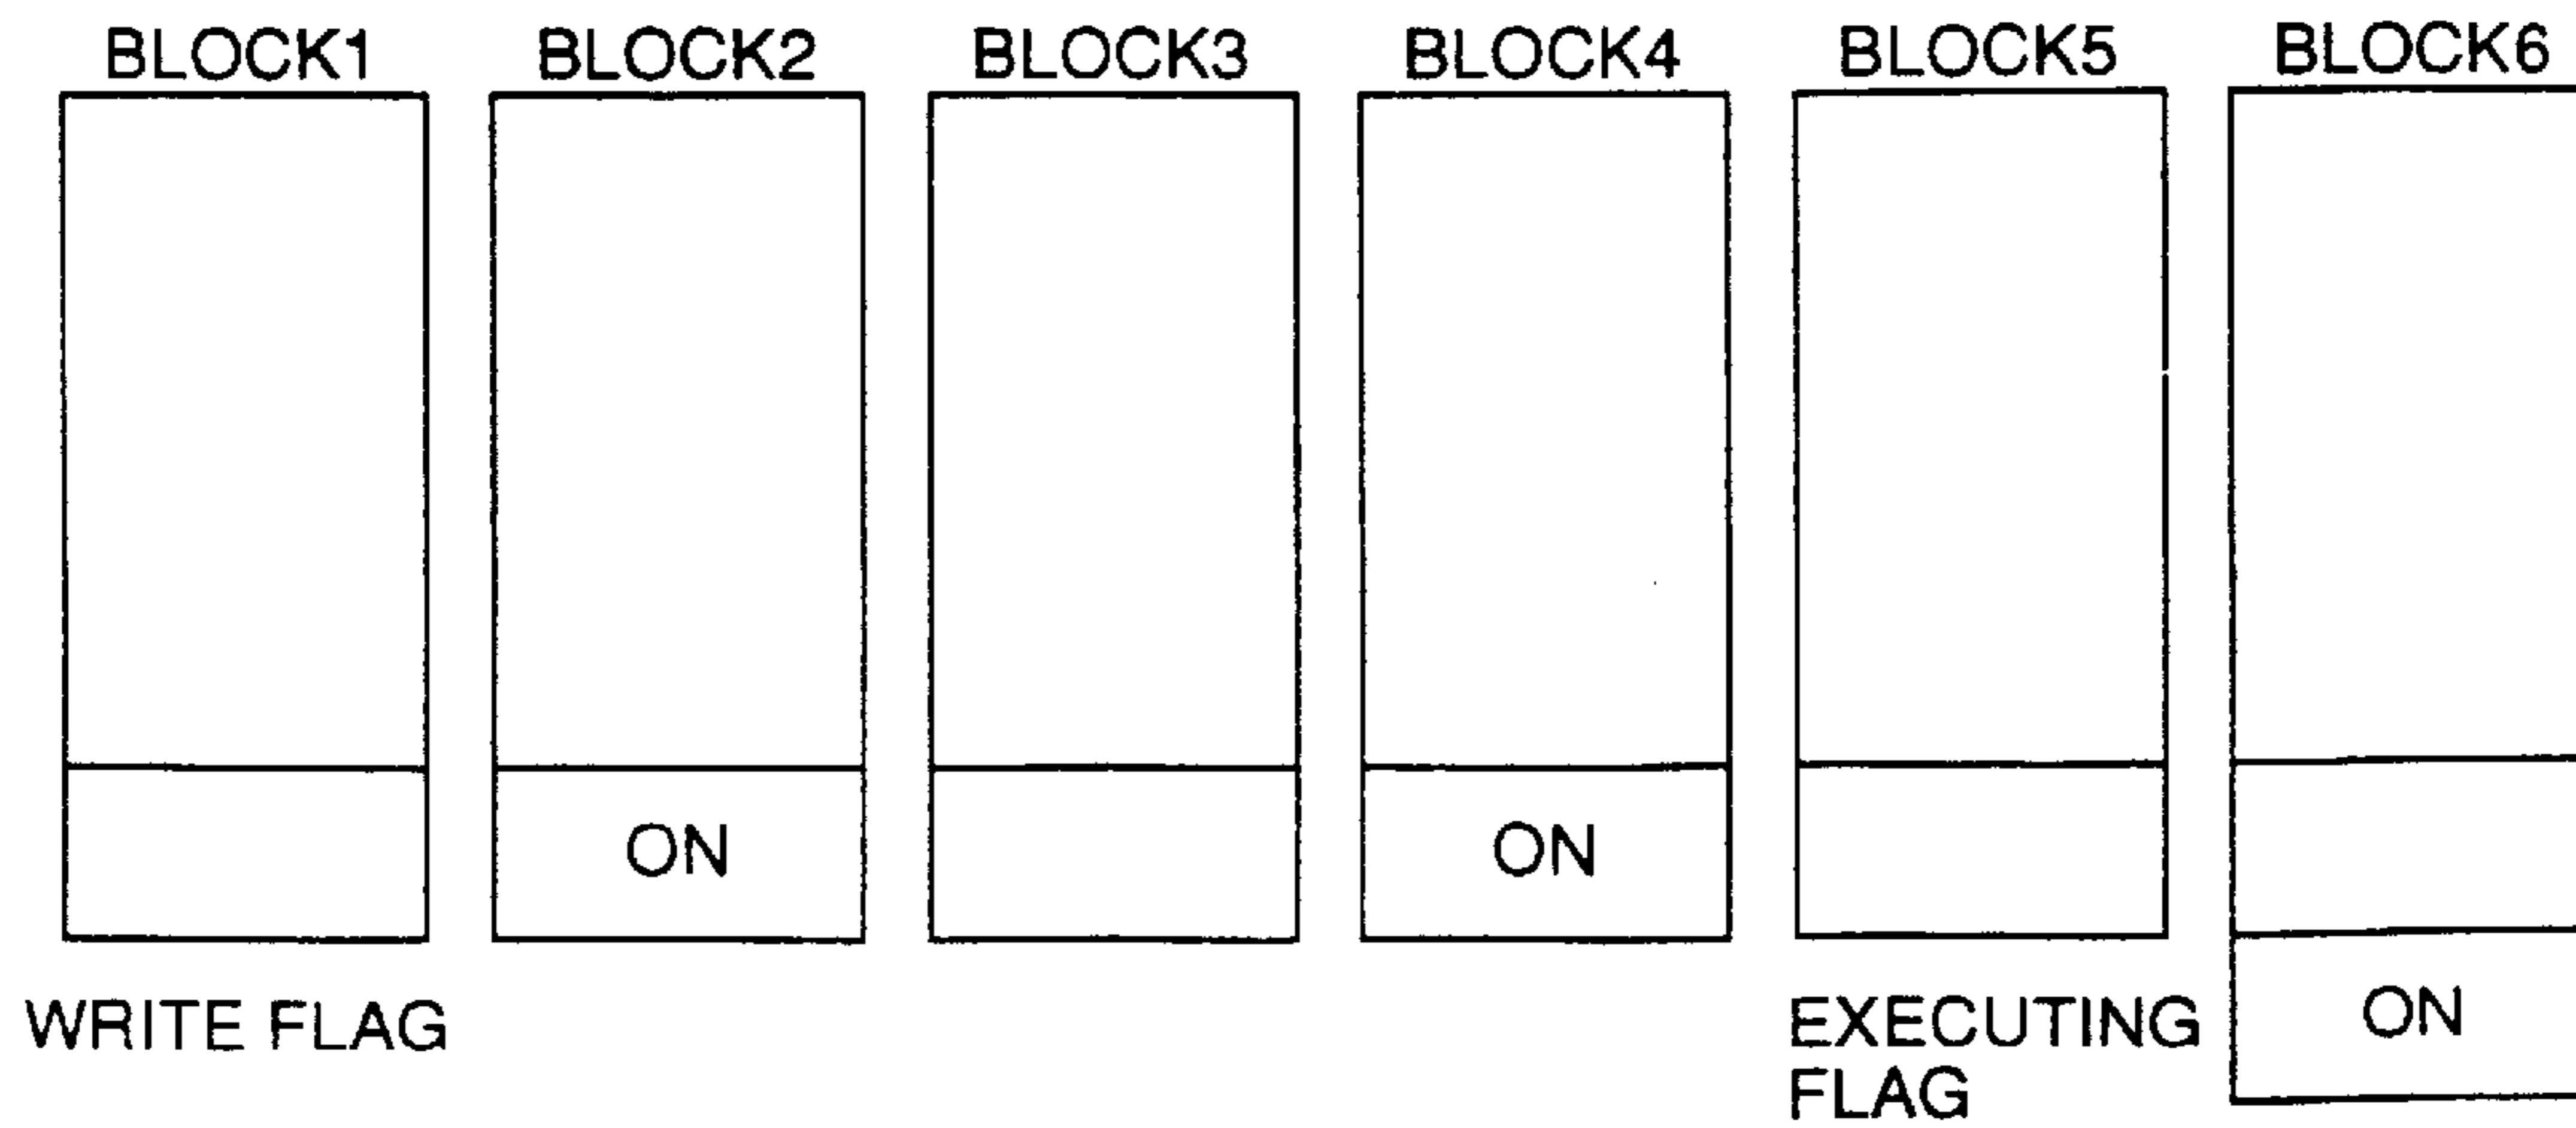 BLOCK1 BLOCK2 BLOCK3 BLOCK4 BLOCK5 BLOCK6
ON ON
WRITE FLAG
EXECUTING
FLAG
ON